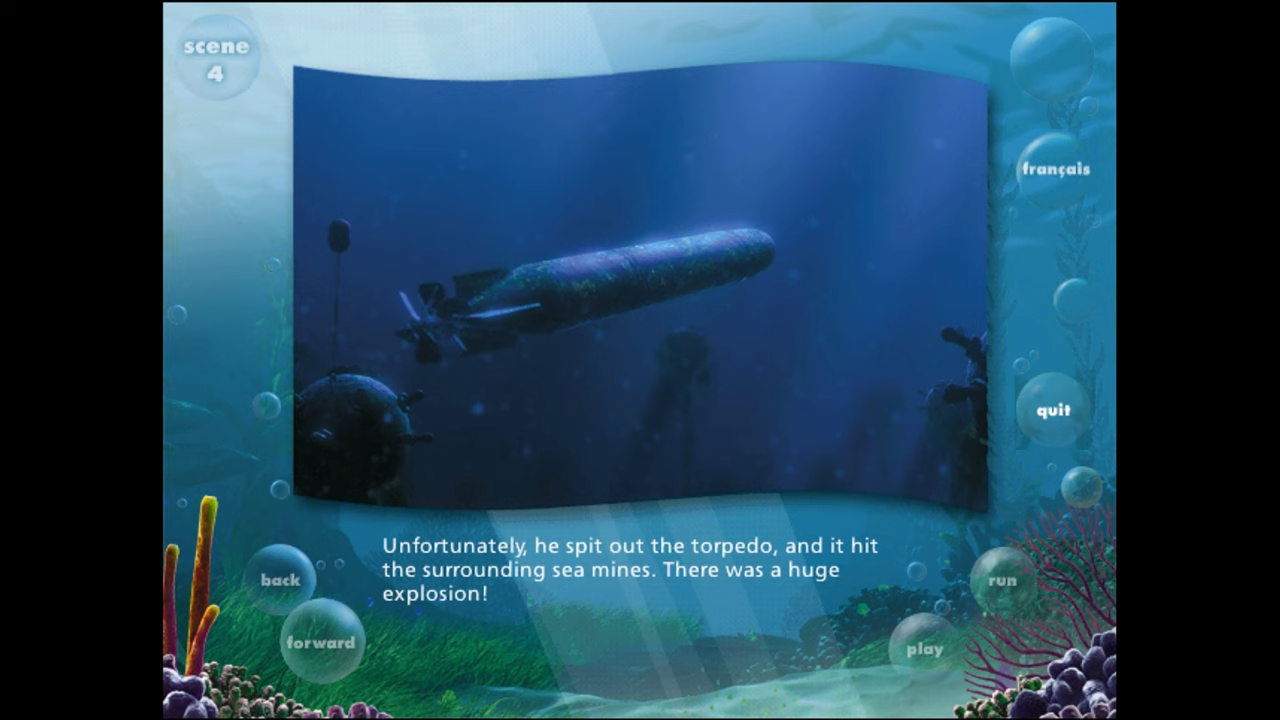 scene
4
français
quit
Unfortunately, he spit out the torpedo, and it hit
the surrounding sea mines. There was a huge
explosion!
back
forward
run
play